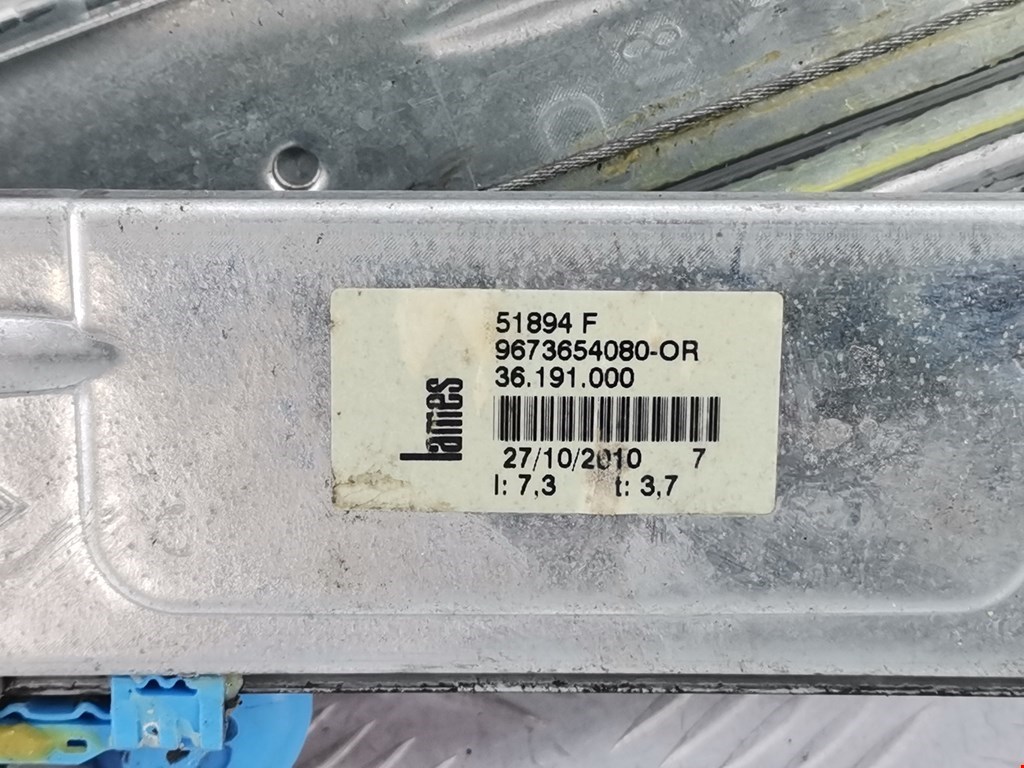 51894 F
9673654080-OR
36.191.000
lames
27/10/2010 7
I: 7,3 t: 3,7